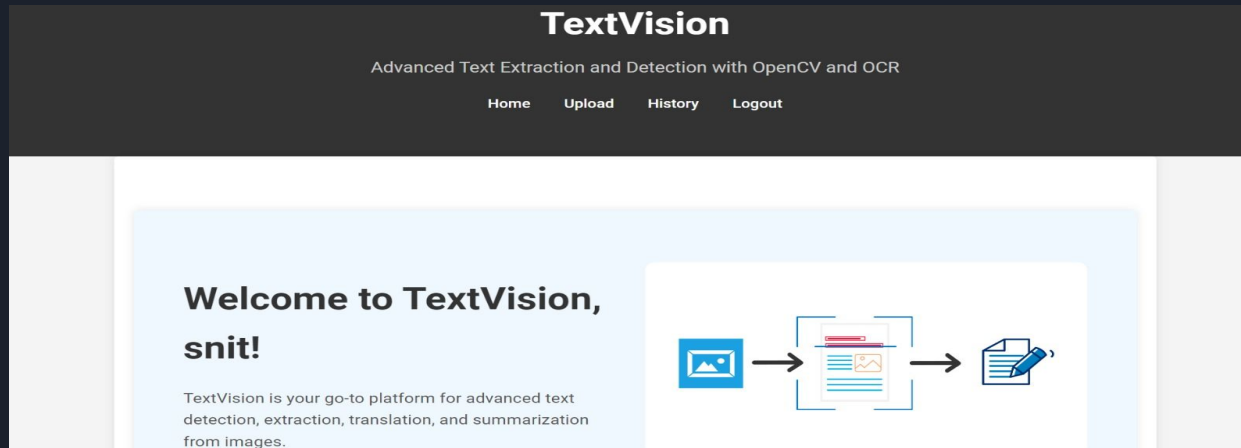 TextVision
Advanced Text Extraction and Detection with OpenCV and OCR
Home Upload History Logout
Welcome to TextVision,
snit!
TextVision is your go-to platform for advanced text
detection, extraction, translation, and summarization
from images.